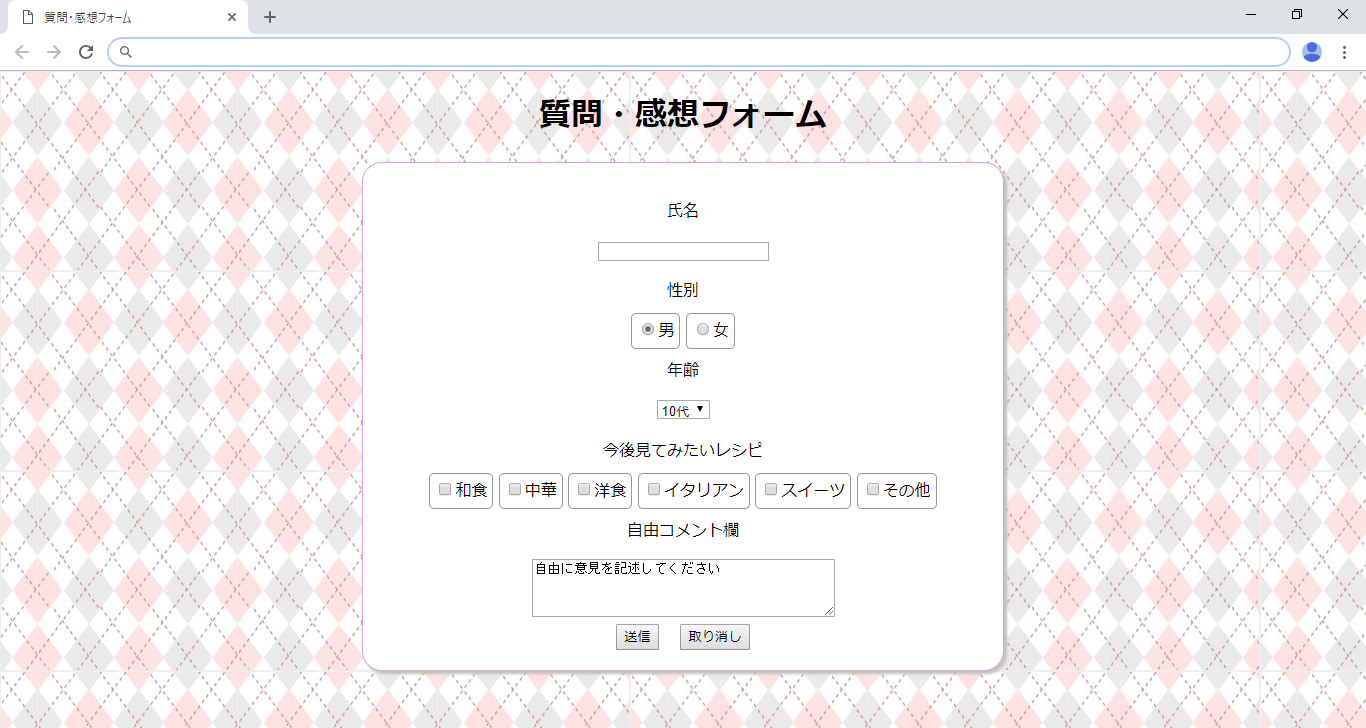 質問・感想フォーム
質問・感想フォーム
氏名
性別
男 女
年齢
10代
今後見てみたいレシピ
和食 中華 洋食 イタリアン スイーツ その他
自由コメント欄
自由に意見を記述してください
送信 取り消し